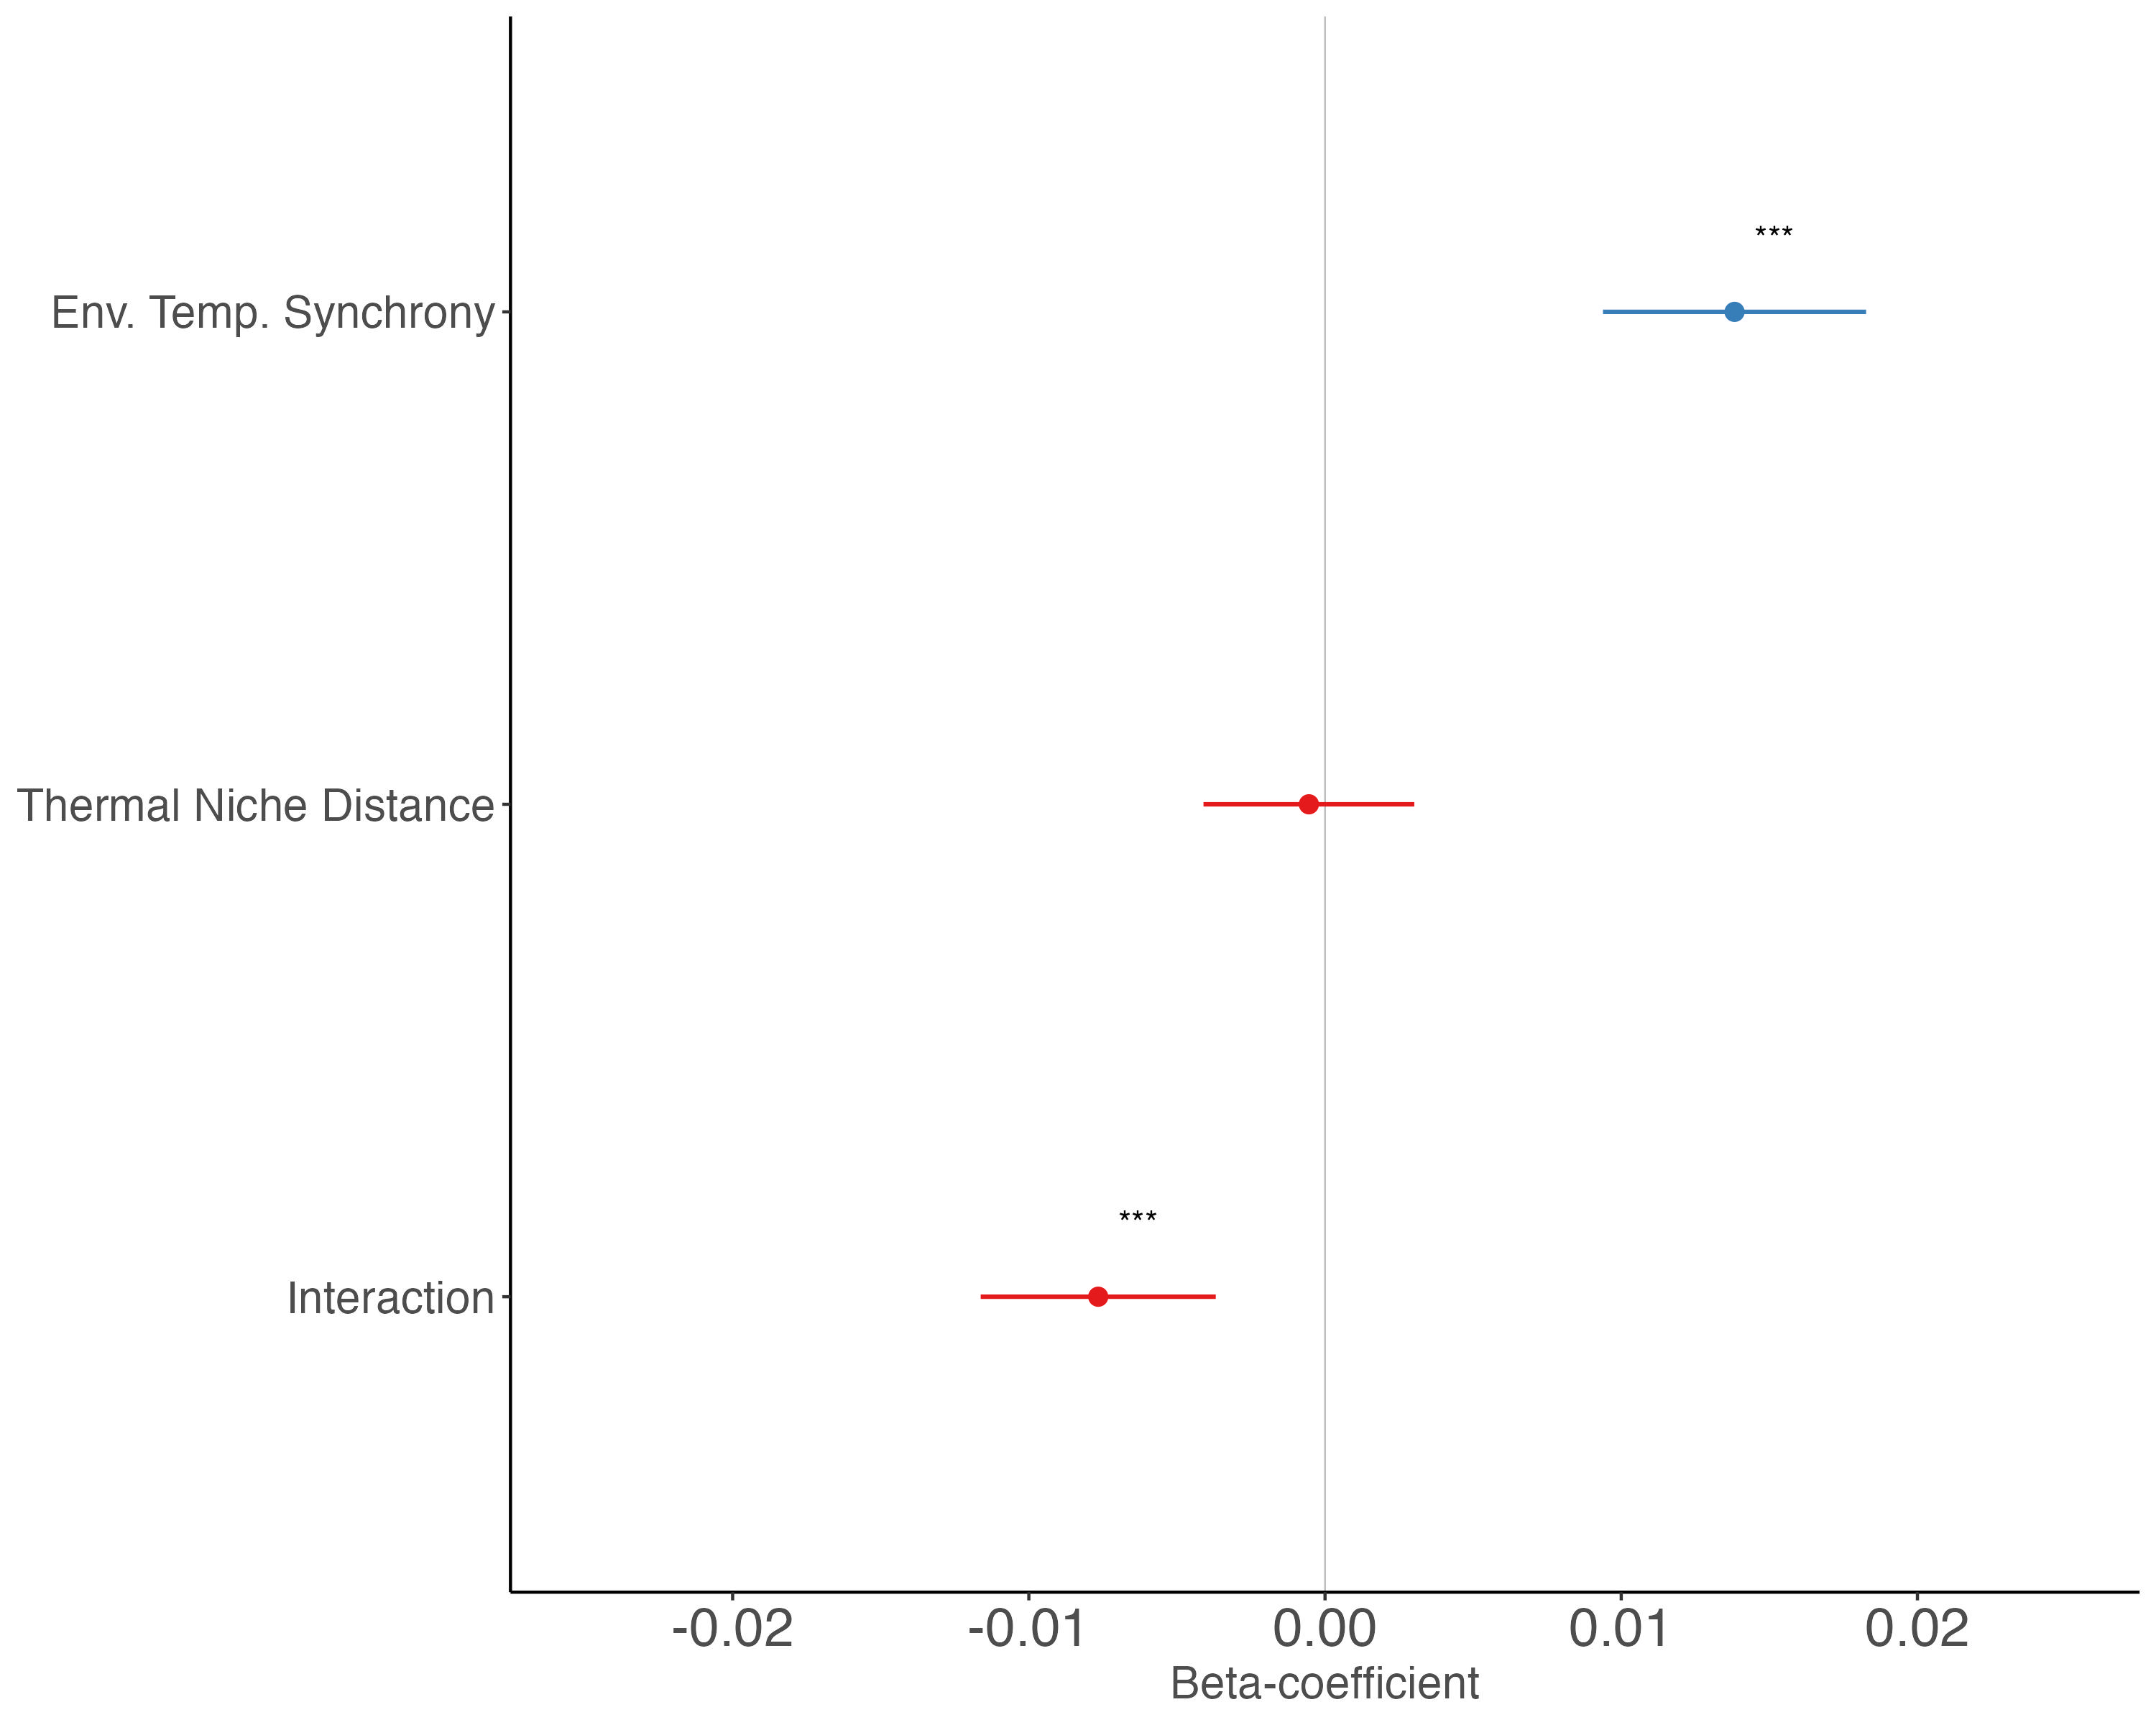 ***
Env. Temp. Synchrony
Thermal Niche Distance
***
Interaction
-0.02 -0.01 0.00 0.01 0.02
Beta-coefficient